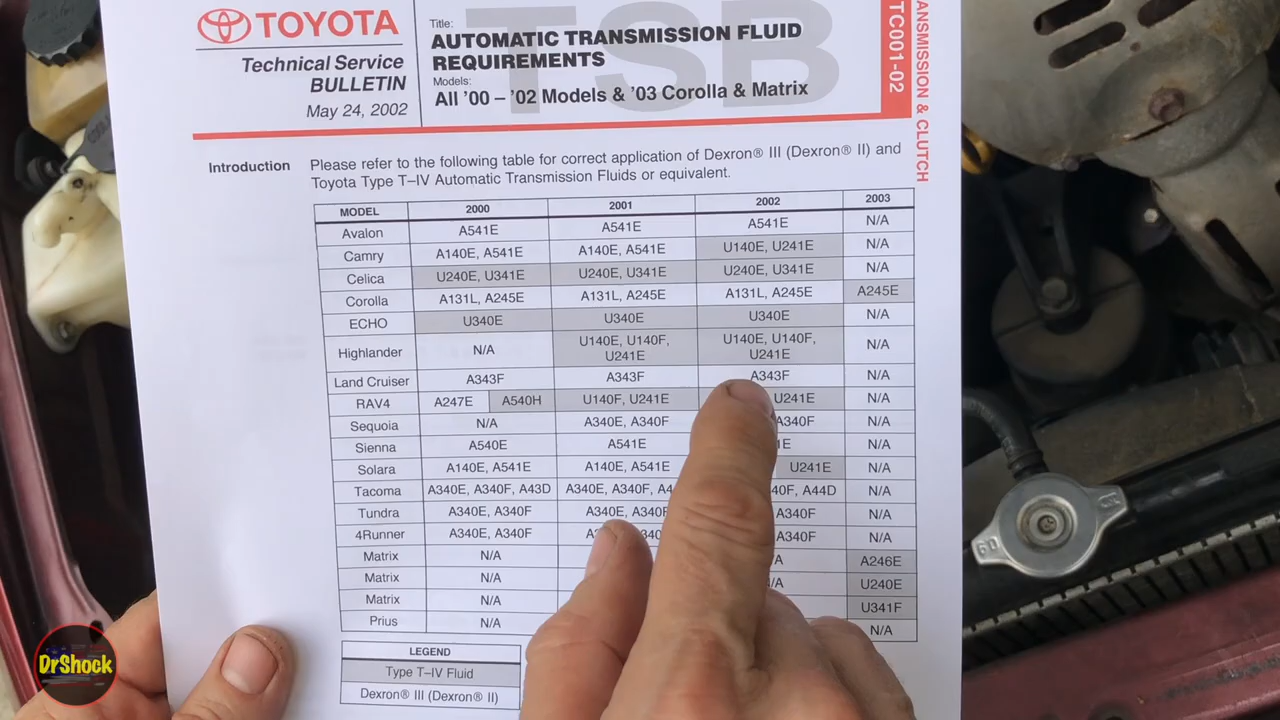 TOYOTA
Technical Service
BULLETIN
May 24, 2002
TSB
Title:
AUTOMATIC TRANSMISSION FLUID
REQUIREMENTS
Models:
All '00 – '02 Models & '03 Corolla & Matrix
TC001-02
ANSMISSION & CLUTCH
Introduction
Please refer to the following table for correct application of Dexron® III (Dexron® II) and
Toyota Type T–IV Automatic Transmission Fluids or equivalent.
MODEL 2000 2001 2002 2003
Avalon A541E A541E A541E N/A
Camry A140E, A541E A140E, A541E U140E, U241E N/A
Celica U240E, U341E U240E, U341E U240E, U341E N/A
Corolla A131L, A245E A131L, A245E A131L, A245E A245E
ECHO U340E U340E U340E N/A
Highlander N/A U140E, U140F, U241E U140E, U140F, U241E N/A
Land Cruiser A343F A343F A343F N/A
RAV4 A247E A540H U140F, U241E U241E N/A
Sequoia N/A A340E, A340F A340F N/A
Sienna A540E A541E 1E N/A
Solara A140E, A541E A140E, A541E U241E N/A
Tacoma A340E, A340F, A43D A340E, A340F, A4 40F, A44D N/A
Tundra A340E, A340F A340E, A340F A340F N/A
4Runner A340E, A340F A340F N/A
Matrix N/A /A A246E
Matrix N/A /A U240E
Matrix N/A U341F
Prius N/A N/A
LEGEND
Type T–IV Fluid
Dexron® III (Dexron® II)
DrShock